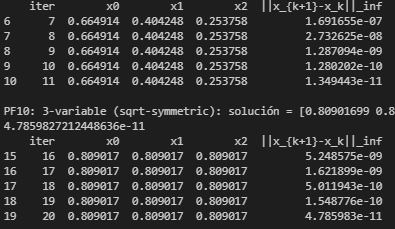 iter x0 x1 x2 ||x_{k+1}-x_k||_inf
6 7 0.664914 0.404248 0.253758 1.691655e-07
7 8 0.664914 0.404248 0.253758 2.732625e-08
8 9 0.664914 0.404248 0.253758 1.287094e-09
9 10 0.664914 0.404248 0.253758 1.280202e-10
10 11 0.664914 0.404248 0.253758 1.349443e-11
PF10: 3-variable (sqrt-symmetric): solución = [0.80901699 0.8
4.7859827212448636e-11
iter x0 x1 x2 ||x_{k+1}-x_k||_inf
15 16 0.809017 0.809017 0.809017 5.248575e-09
16 17 0.809017 0.809017 0.809017 1.621899e-09
17 18 0.809017 0.809017 0.809017 5.011943e-10
18 19 0.809017 0.809017 0.809017 1.548776e-10
19 20 0.809017 0.809017 0.809017 4.785983e-11